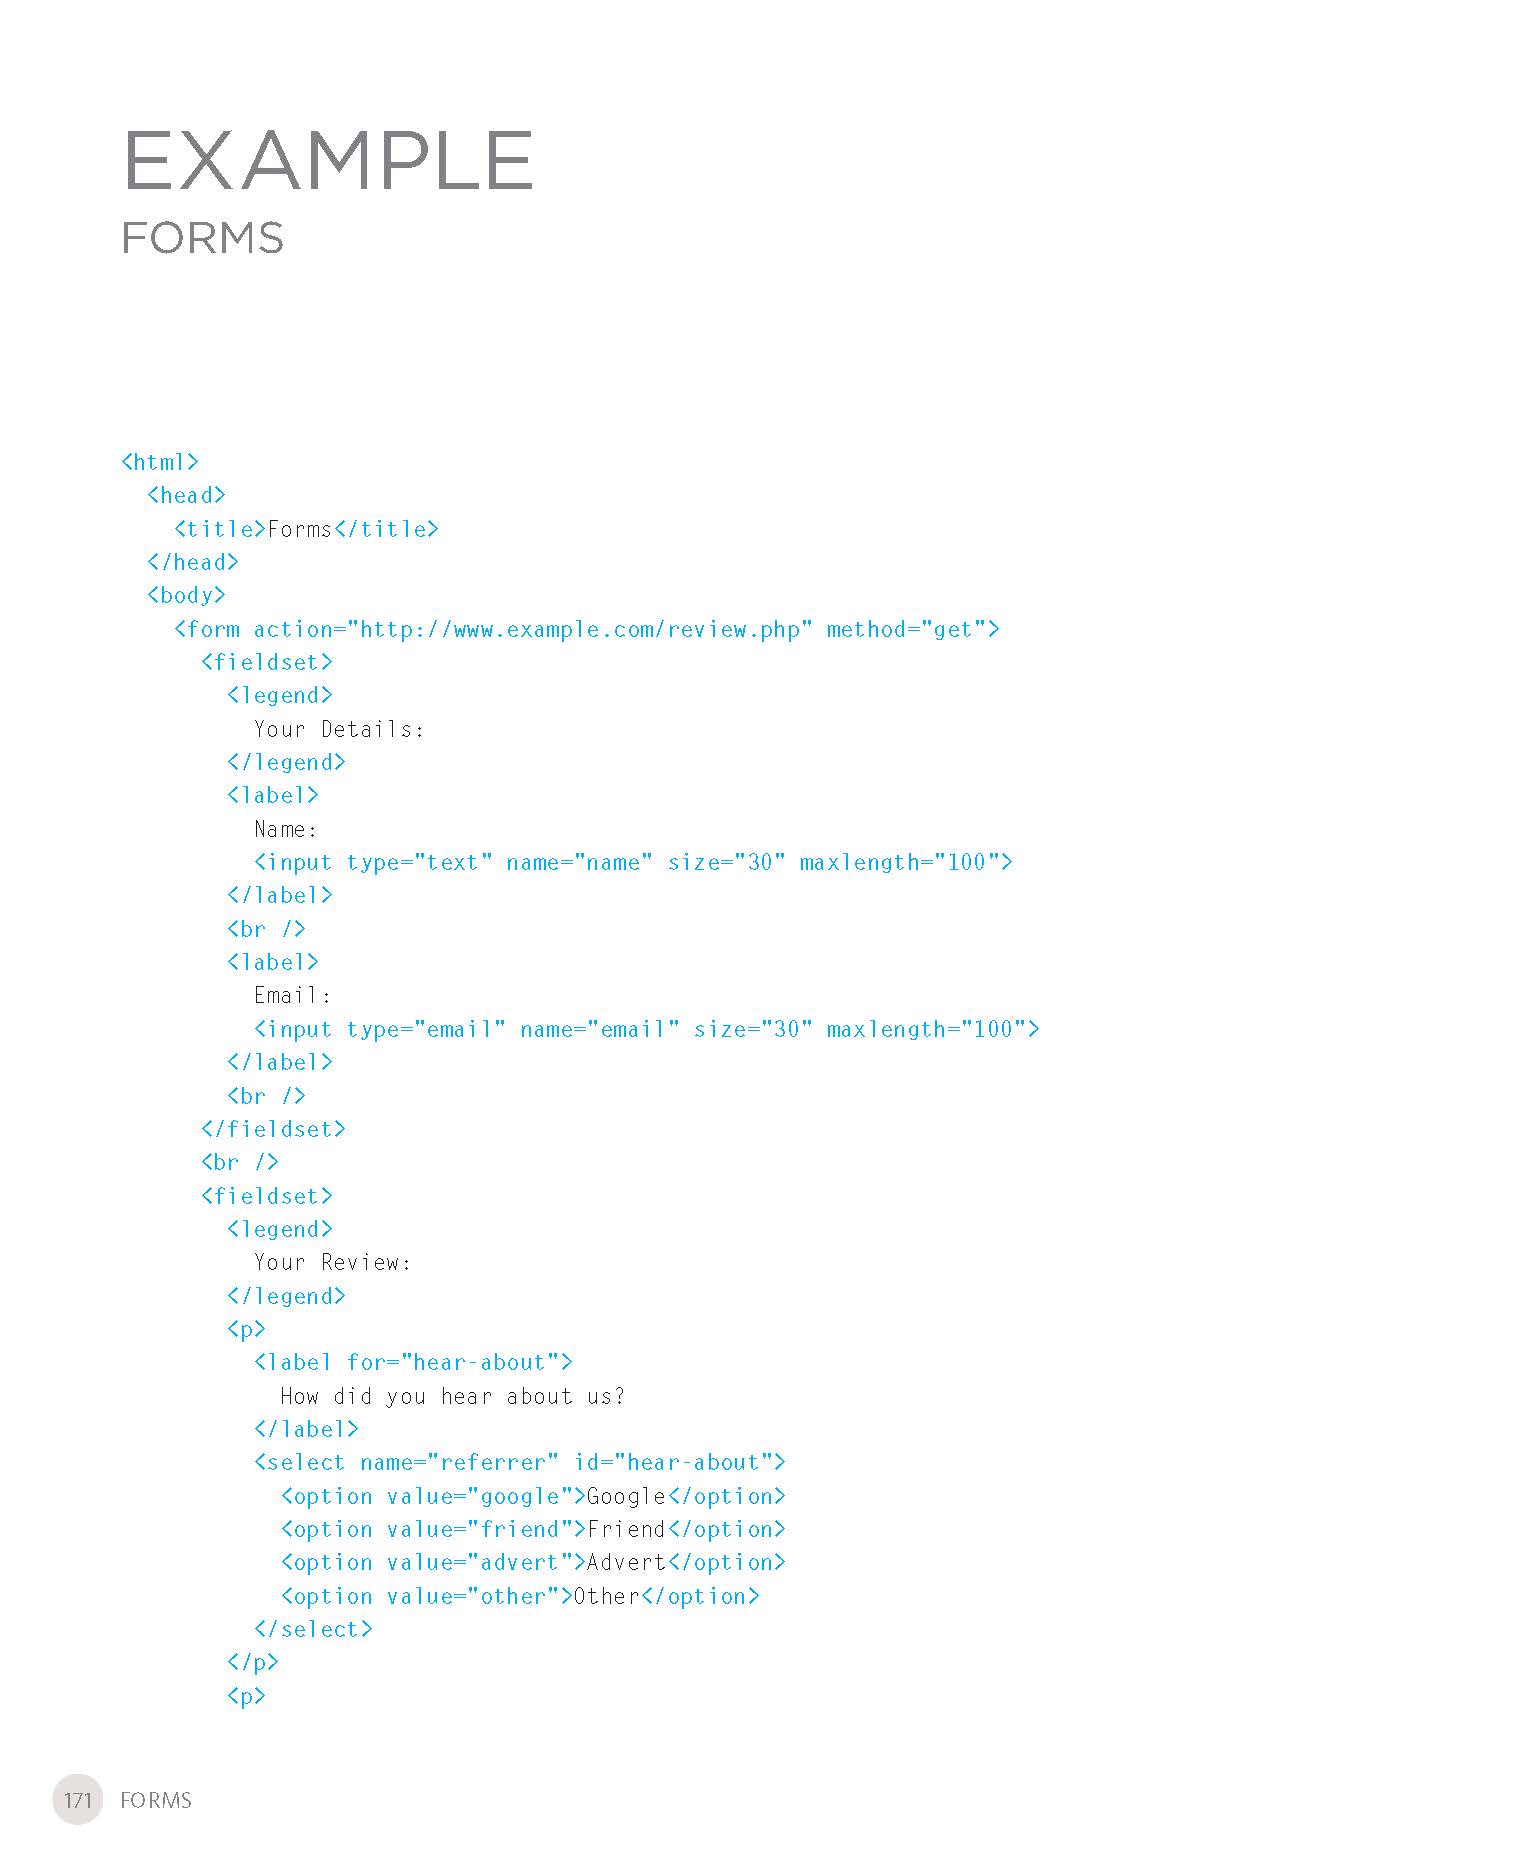 EXAMPLE
FORMS
<html>
  <head>
    <title>Forms</title>
  </head>
  <body>
    <form action="http://www.example.com/review.php" method="get">
      <fieldset>
        <legend>
          Your Details:
        </legend>
        <label>
          Name:
          <input type="text" name="name" size="30" maxlength="100">
        </label>
        <br />
        <label>
          Email:
          <input type="email" name="email" size="30" maxlength="100">
        </label>
        <br />
      </fieldset>
      <br />
      <fieldset>
        <legend>
          Your Review:
        </legend>
        <p>
          <label for="hear-about">
            How did you hear about us?
          </label>
          <select name="referrer" id="hear-about">
            <option value="google">Google</option>
            <option value="friend">Friend</option>
            <option value="advert">Advert</option>
            <option value="other">Other</option>
          </select>
        </p>
        <p>
171 FORMS